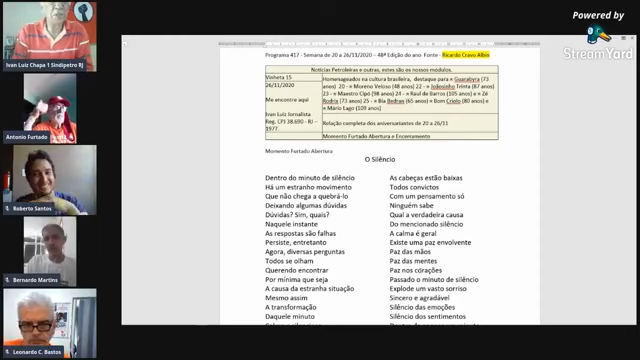 Powered by
StreamYard
Ivan Luiz Chapa 1 Sindipetro RJ
Antonio Furtado
Roberto Santos
Bernardo Martins
Leonardo C. Bastos
Programa 417 - Semana de 20 a 26/11/2020 – 48ª Edição do ano Fonte - Ricardo Cravo Albin
Notícias Petroleiras e outras, estes são os nossos módulos.
Vinheta 15
26/11/2020
Me encontre aqui
Ivan Luiz Jornalista
Reg. CPJ 38.690 - RJ –
1977.
Homenageados na cultura brasileira, destaque para » Guarabyra (73
anos) 20 - » Moreno Veloso (48 anos) 22 - » Joãosinho Trinta (87 anos)
23 - » Maestro Cipó (98 anos) 24 - » Raul de Barros (105 anos) e » Zé
Rodrix (73 anos) 25 - » Bia Bedran (65 anos) » Dom Criolo (80 anos) e
» Mário Lago (109 anos)
Relação completa dos aniversariantes de 20 a 26/11
Momento Furtado Abertura e Encerramento
Momento Furtado Abertura
O Silêncio
Dentro do minuto de silêncio
Há um estranho movimento
Que não chega a quebrá-lo
Deixando algumas dúvidas
Dúvidas? Sim, quais?
Naquele instante
As respostas são falhas
Persiste, entretanto
Agora, diversas perguntas
Todos se olham
Querendo encontrar
Por mínima que seja
A causa da estranha situação
Mesmo assim
A transformação
Daquele minuto
As cabeças estão baixas
Todos convictos
Com um pensamento só
Ninguém sabe
Qual a verdadeira causa
Do mencionado silêncio
A calma é geral
Existe uma paz envolvente
Paz das mãos
Paz das mentes
Paz nos corações
Passado o minuto de silêncio
Explode um vasto sorriso
Sincero e agradável
Silêncio das emoções
Silêncio dos sentimentos